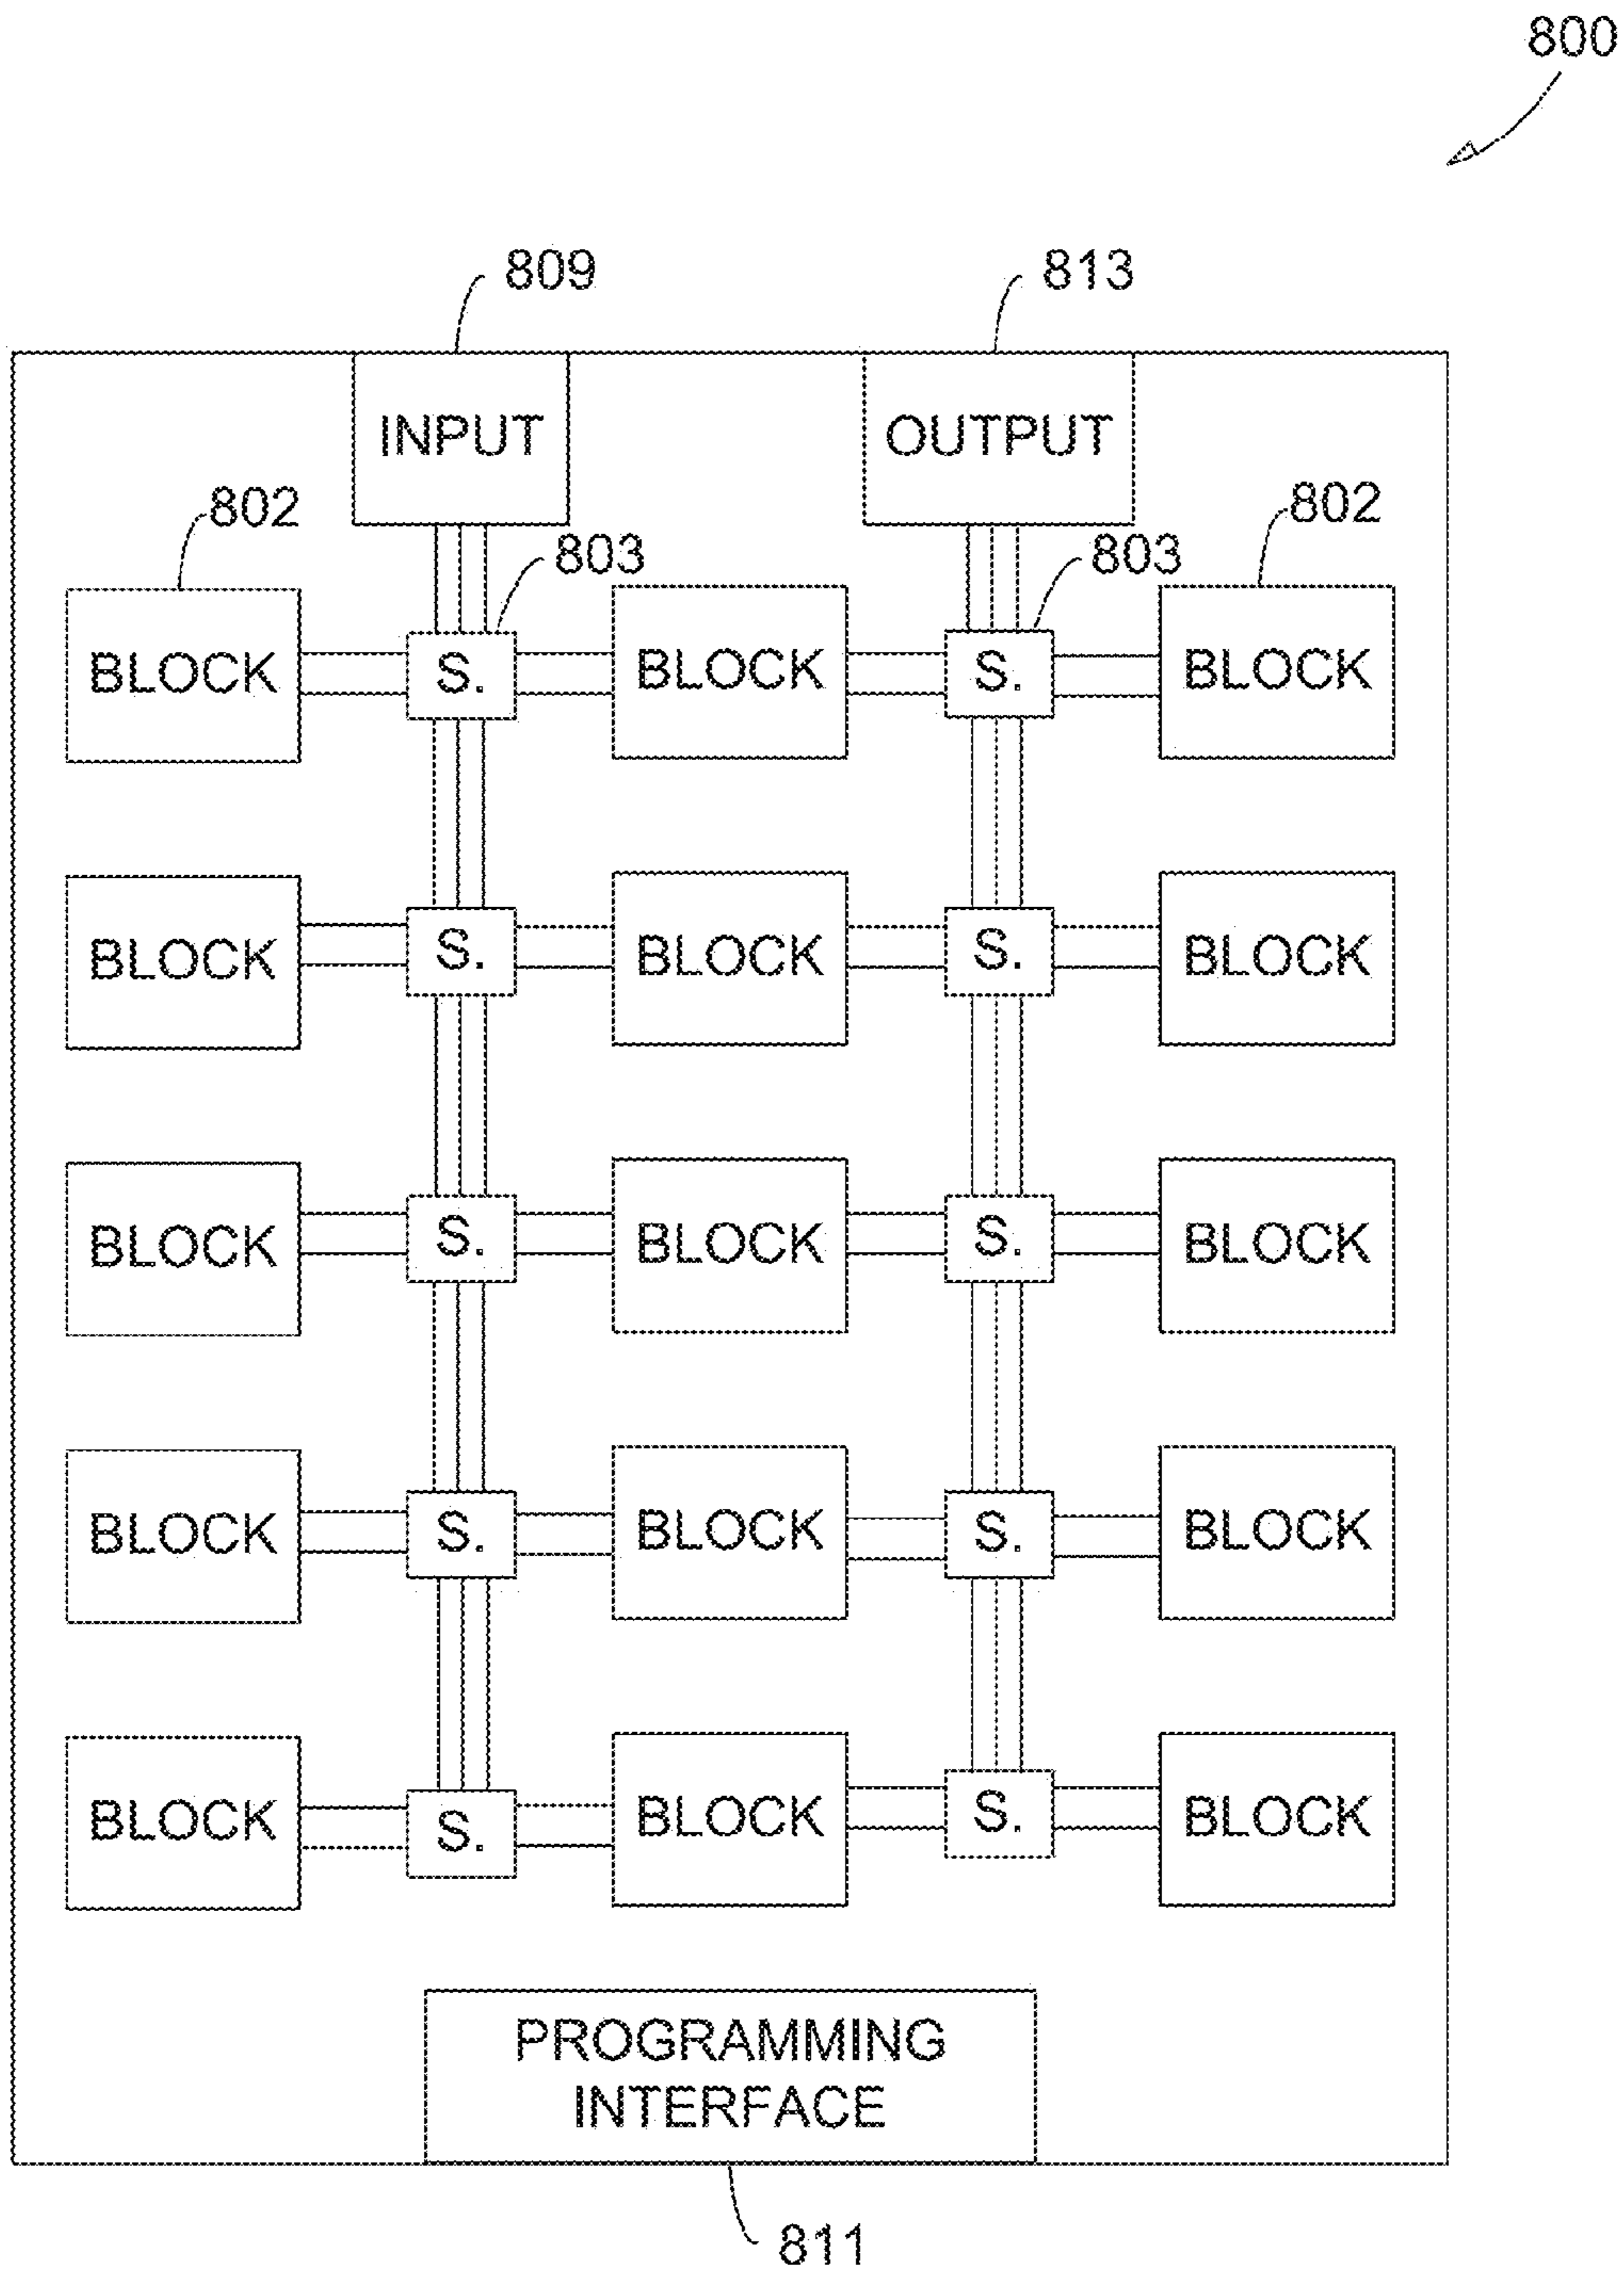 800
809
813
INPUT
OUTPUT
802
803
803
802
BLOCK
S.
BLOCK
S.
BLOCK
BLOCK
S.
BLOCK
S.
BLOCK
BLOCK
S.
BLOCK
S.
BLOCK
BLOCK
S.
BLOCK
S.
BLOCK
BLOCK
S.
BLOCK
S.
BLOCK
PROGRAMMING
INTERFACE
811